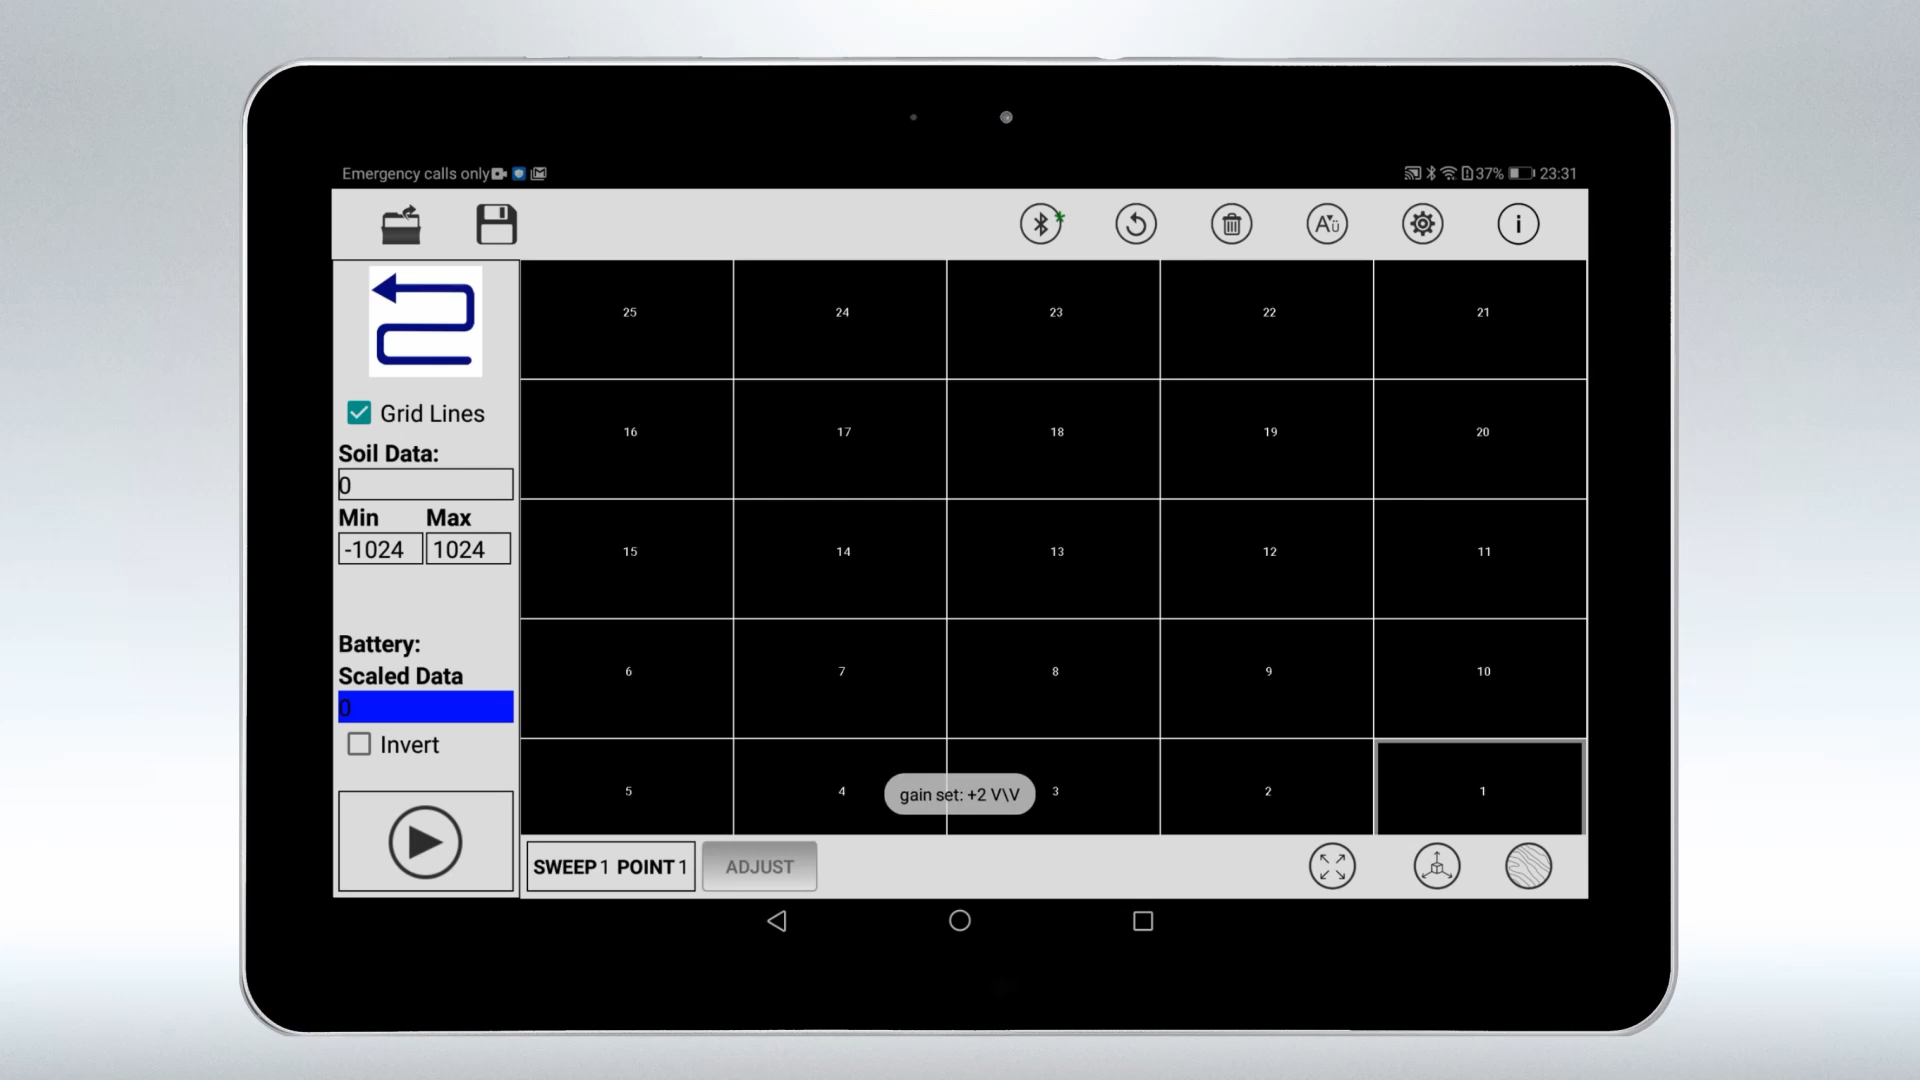 Emergency calls only
37% 23:31
Aü
i
Grid Lines
Soil Data:
0
Min Max
-1024 1024
Battery:
Scaled Data
0
Invert
25 24 23 22 21
16 17 18 19 20
15 14 13 12 11
6 7 8 9 10
5 4 3 2 1
gain set: +2 V\V
SWEEP 1 POINT 1
ADJUST